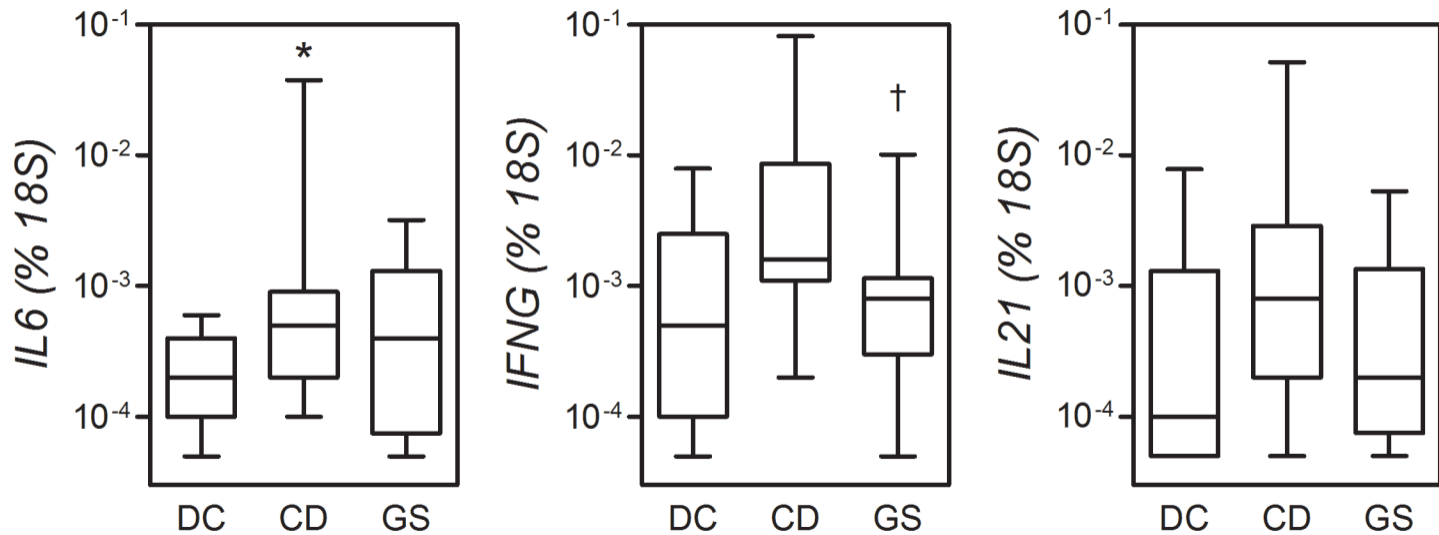 IL6 (% 18S)
10⁻¹
10⁻²
10⁻³
10⁻⁴
*
DC CD GS
IFNG (% 18S)
10⁻¹
10⁻²
10⁻³
10⁻⁴
†
DC CD GS
IL21 (% 18S)
10⁻¹
10⁻²
10⁻³
10⁻⁴
DC CD GS